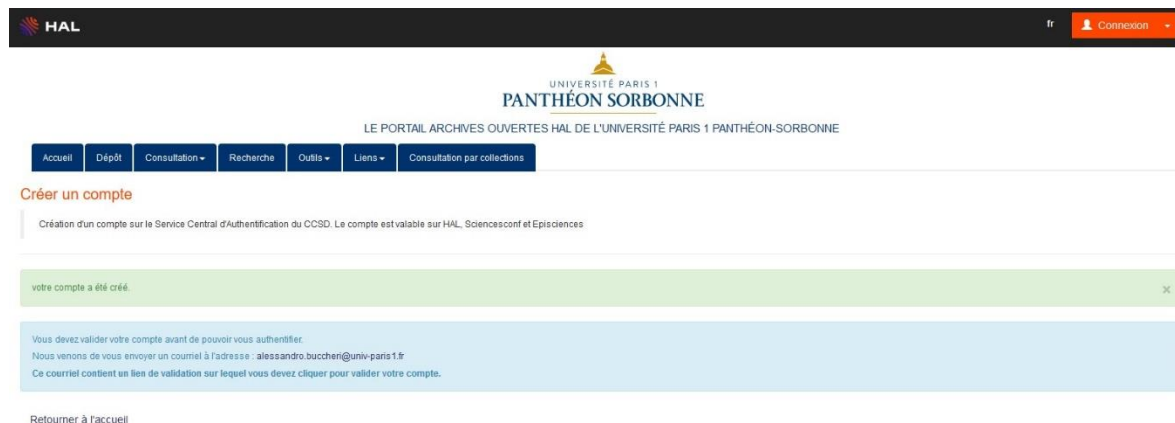 HAL
fr
Connexion
UNIVERSITÉ PARIS 1
PANTHÉON SORBONNE
LE PORTAIL ARCHIVES OUVERTES HAL DE L'UNIVERSITÉ PARIS 1 PANTHÉON-SORBONNE
Accueil Dépôt Consultation Recherche Outils Liens Consultation par collections
Créer un compte
Création d'un compte sur le Service Central d'Authentification du CCSD. Le compte est valable sur HAL, Sciencesconf et Episciences
votre compte a été créé.
×
Vous devez valider votre compte avant de pouvoir vous authentifier.
Nous venons de vous envoyer un courriel à l'adresse : alessandro.buccheri@univ-paris1.fr
Ce courriel contient un lien de validation sur lequel vous devez cliquer pour valider votre compte.
Retourner à l'accueil